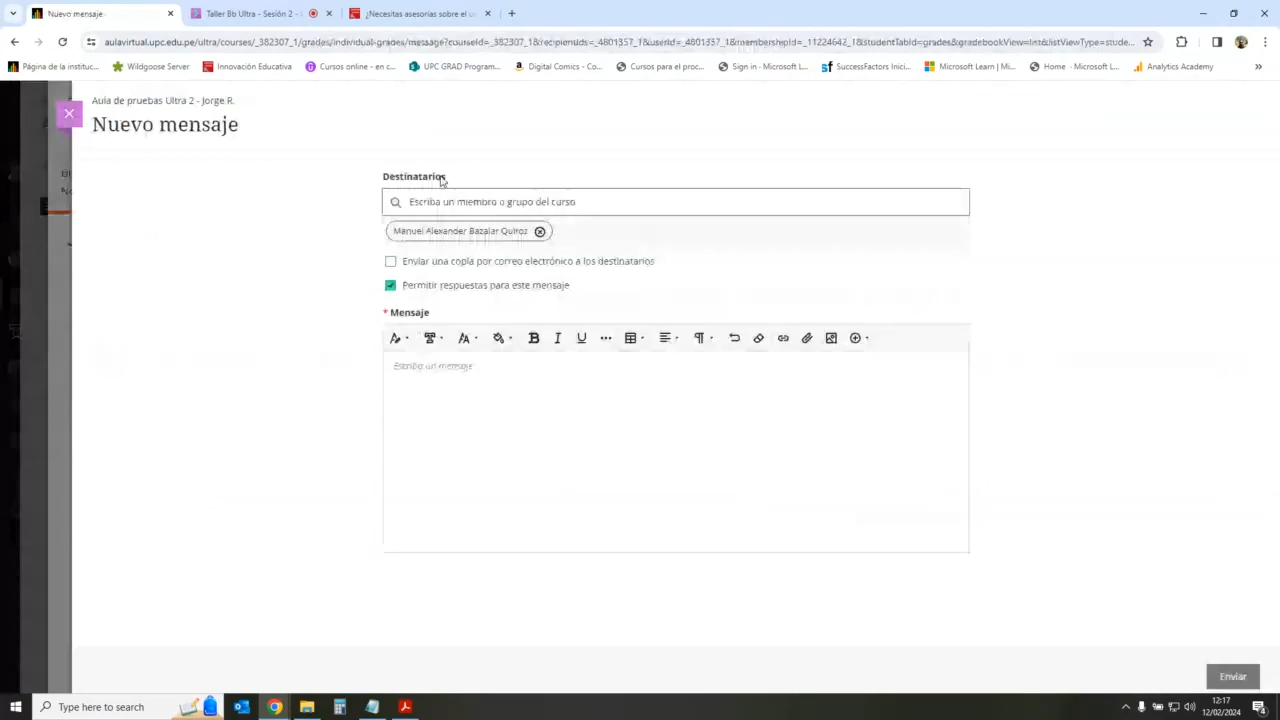 Nuevo mensaje
Taller Bb Ultra - Sesión 2 -
¿Necesitas asesorías sobre el u
aulavirtual.upc.edu.pe/ultra/courses/_382307_1/grades/individual-grades/message?courseId=_382307_1&recipientIds=_4801357_1&userId=_4801357_1&membershipId=_11224642_1&studentTabId=grades&gradebookView=list&listViewType=stude...
Página de la instituc...
Wildgoose Server
Innovación Educativa
Cursos online - en c...
UPC GRAD Program...
Digital Comics - Co...
Cursos para el proc...
Sign in - Microsoft L...
SuccessFactors Inici...
Microsoft Learn | Mi...
Home - Microsoft L...
Analytics Academy
»
Aula de pruebas Ultra 2 - Jorge R.
Nuevo mensaje
Destinatarios
Escriba un miembro o grupo del curso
Manuel Alexander Bazalar Quiroz
Enviar una copia por correo electrónico a los destinatarios
Permitir respuestas para este mensaje
* Mensaje
Escriba un mensaje
Enviar
Type here to search
12:17
12/02/2024
4